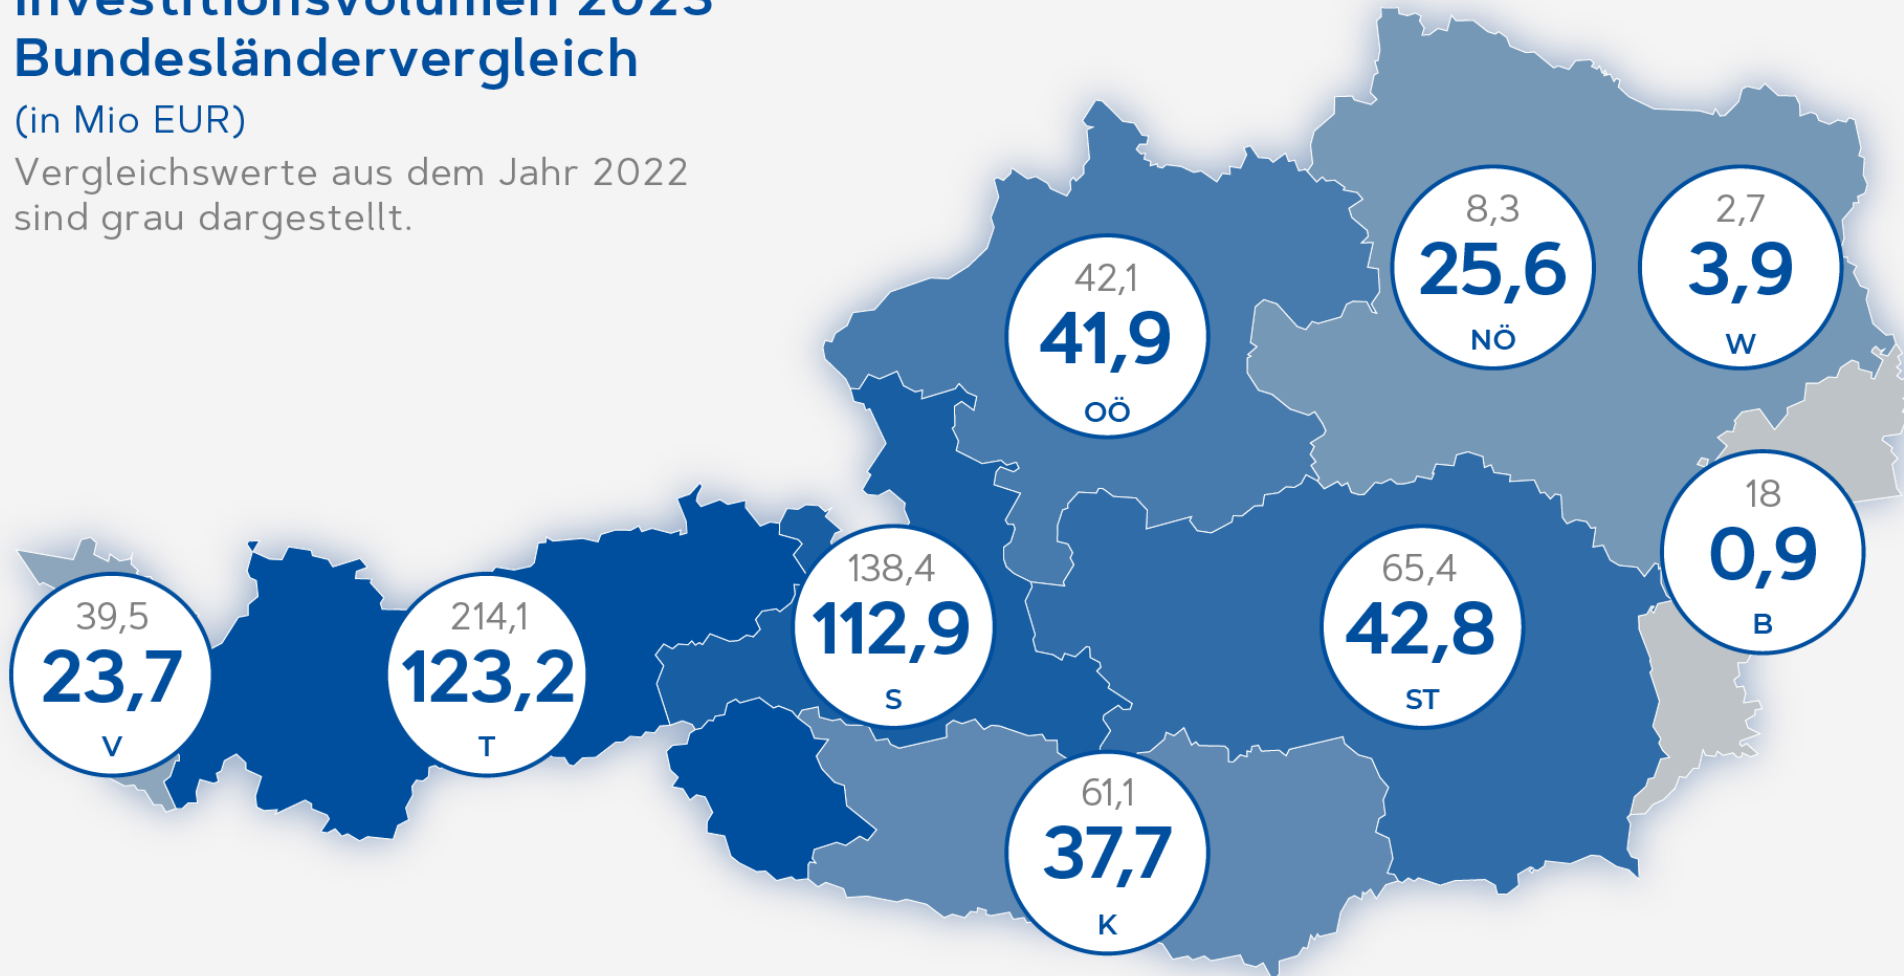 Investitionsvolumen 2023
Bundesländervergleich
(in Mio EUR)
Vergleichswerte aus dem Jahr 2022
sind grau dargestellt.
8,3
25,6
NÖ
2,7
3,9
W
42,1
41,9
OÖ
18
0,9
B
138,4
112,9
S
65,4
42,8
ST
39,5
23,7
V
214,1
123,2
T
61,1
37,7
K